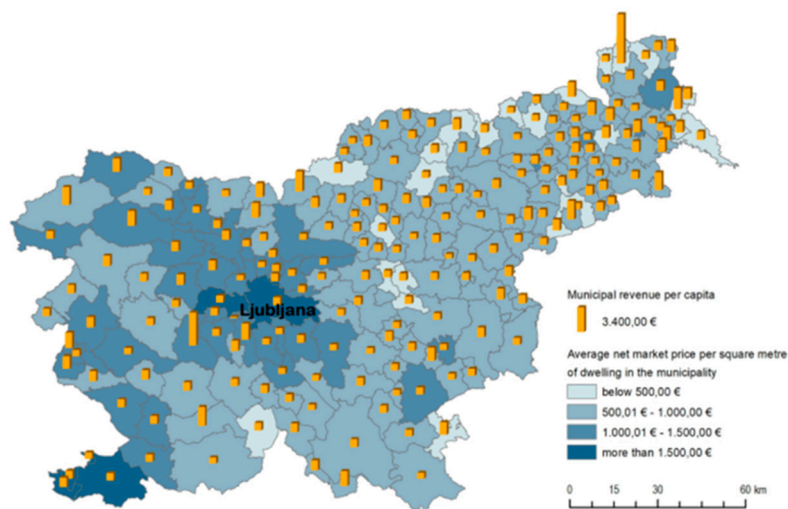 Ljubljana
Municipal revenue per capita
3.400,00 €
Average net market price per square metre
of dwelling in the municipality
below 500,00 €
500,01 € - 1.000,00 €
1.000,01 € - 1.500,00 €
more than 1.500,00 €
0 15 30 60 km